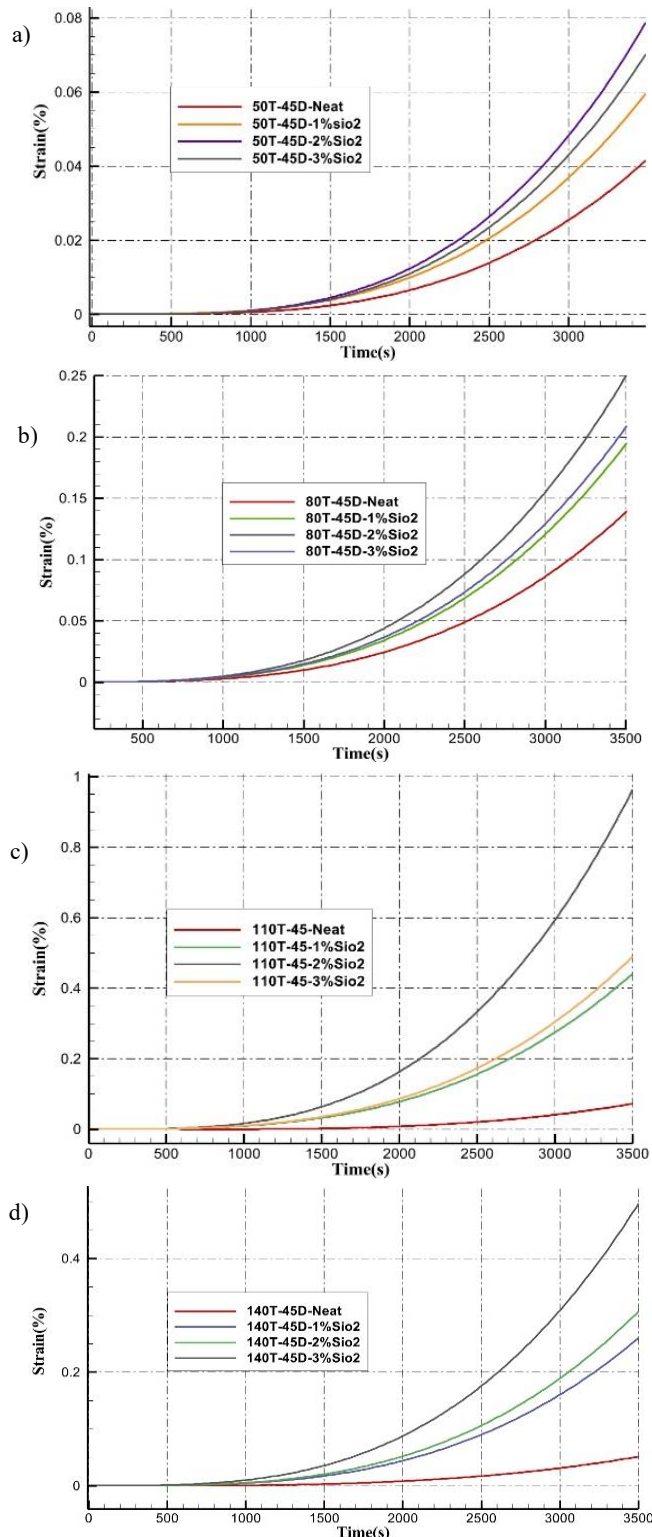 a)
0.08
0.06
0.04
0.02
0
Strain(%)
50T-45D-Neat
50T-45D-1%sio2
50T-45D-2%Sio2
50T-45D-3%Sio2
0 500 1000 1500 2000 2500 3000
Time(s)
b)
0.25
0.2
0.15
0.1
0.05
0
Strain(%)
80T-45D-Neat
80T-45D-1%Sio2
80T-45D-2%Sio2
80T-45D-3%Sio2
500 1000 1500 2000 2500 3000 3500
Time(s)
c)
1
0.8
0.6
0.4
0.2
0
Strain(%)
110T-45-Neat
110T-45-1%Sio2
110T-45-2%Sio2
110T-45-3%Sio2
0 500 1000 1500 2000 2500 3000 3500
Time(s)
d)
0.4
0.2
0
Strain(%)
140T-45D-Neat
140T-45D-1%Sio2
140T-45D-2%Sio2
140T-45D-3%Sio2
0 500 1000 1500 2000 2500 3000 3500
Time(s)